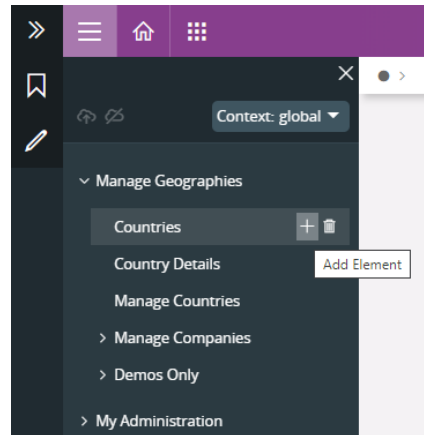 Context: global
Manage Geographies
Countries
Add Element
Country Details
Manage Countries
Manage Companies
Demos Only
My Administration